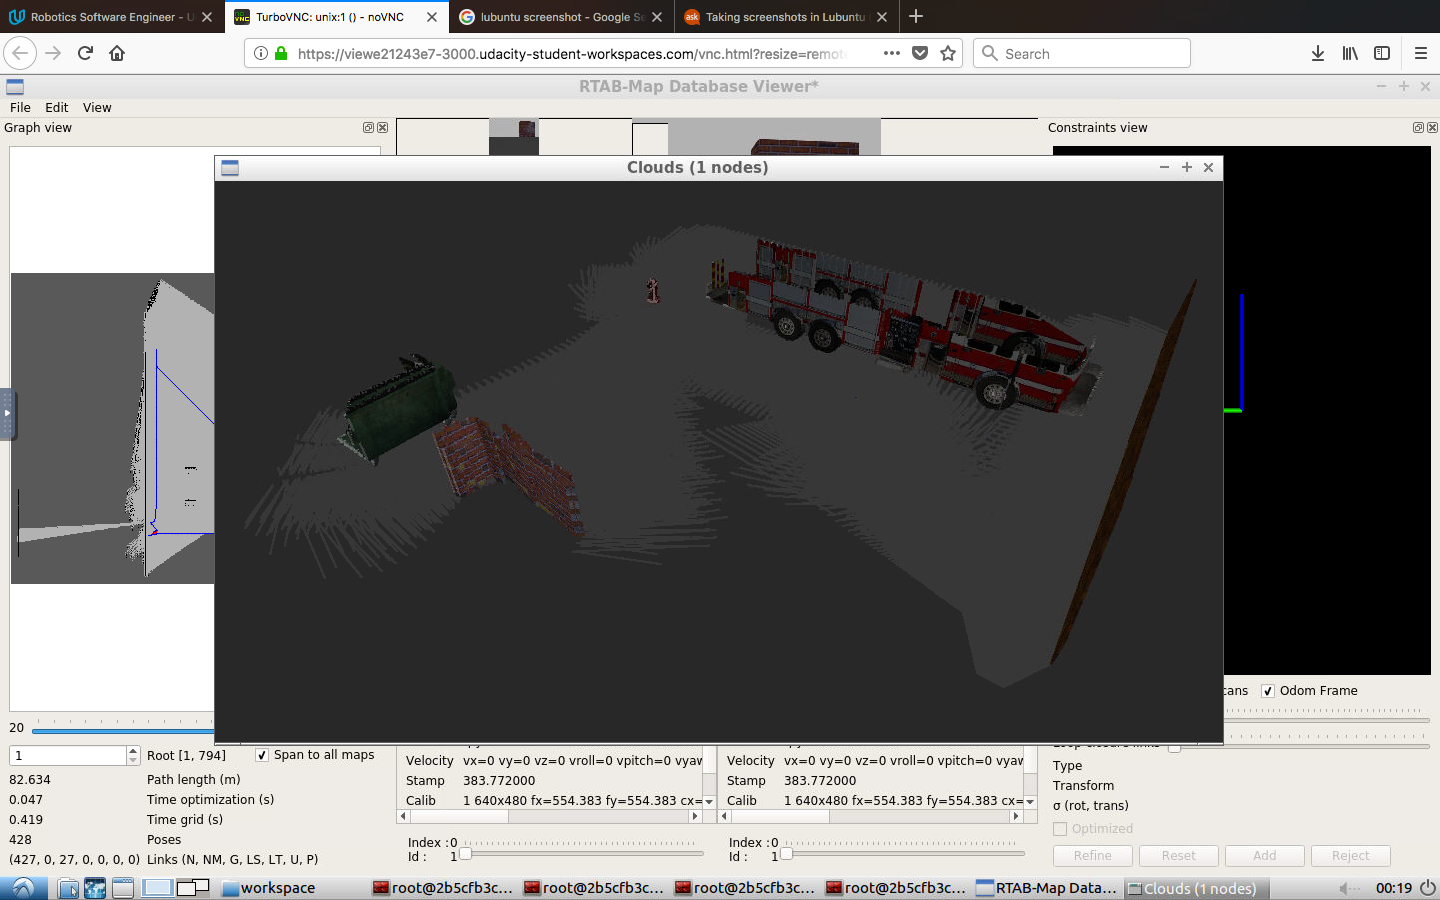 Robotics Software Engineer - U
TurboVNC: unix:1 () - noVNC
lubuntu screenshot - Google Se
Taking screenshots in Lubuntu
https://viewe21243e7-3000.udacity-student-workspaces.com/vnc.html?resize=remot
Search
RTAB-Map Database Viewer*
File Edit View
Graph view
Constraints view
Clouds (1 nodes)
cans
Odom Frame
20
1
Root [1, 794]
Span to all maps
82.634 Path length (m)
0.047 Time optimization (s)
0.419 Time grid (s)
428 Poses
(427, 0, 27, 0, 0, 0, 0) Links (N, NM, G, LS, LT, U, P)
Velocity vx=0 vy=0 vz=0 vroll=0 vpitch=0 vyaw
Stamp 383.772000
Calib 1 640x480 fx=554.383 fy=554.383 cx=
Index : 0
Id : 1
Velocity vx=0 vy=0 vz=0 vroll=0 vpitch=0 vyaw
Stamp 383.772000
Calib 1 640x480 fx=554.383 fy=554.383 cx=
Index : 0
Id : 1
Type
Transform
σ (rot, trans)
Optimized
Refine Reset Add Reject
workspace
root@2b5cfb3c...
root@2b5cfb3c...
root@2b5cfb3c...
root@2b5cfb3c...
RTAB-Map Data...
Clouds (1 nodes)
00:19